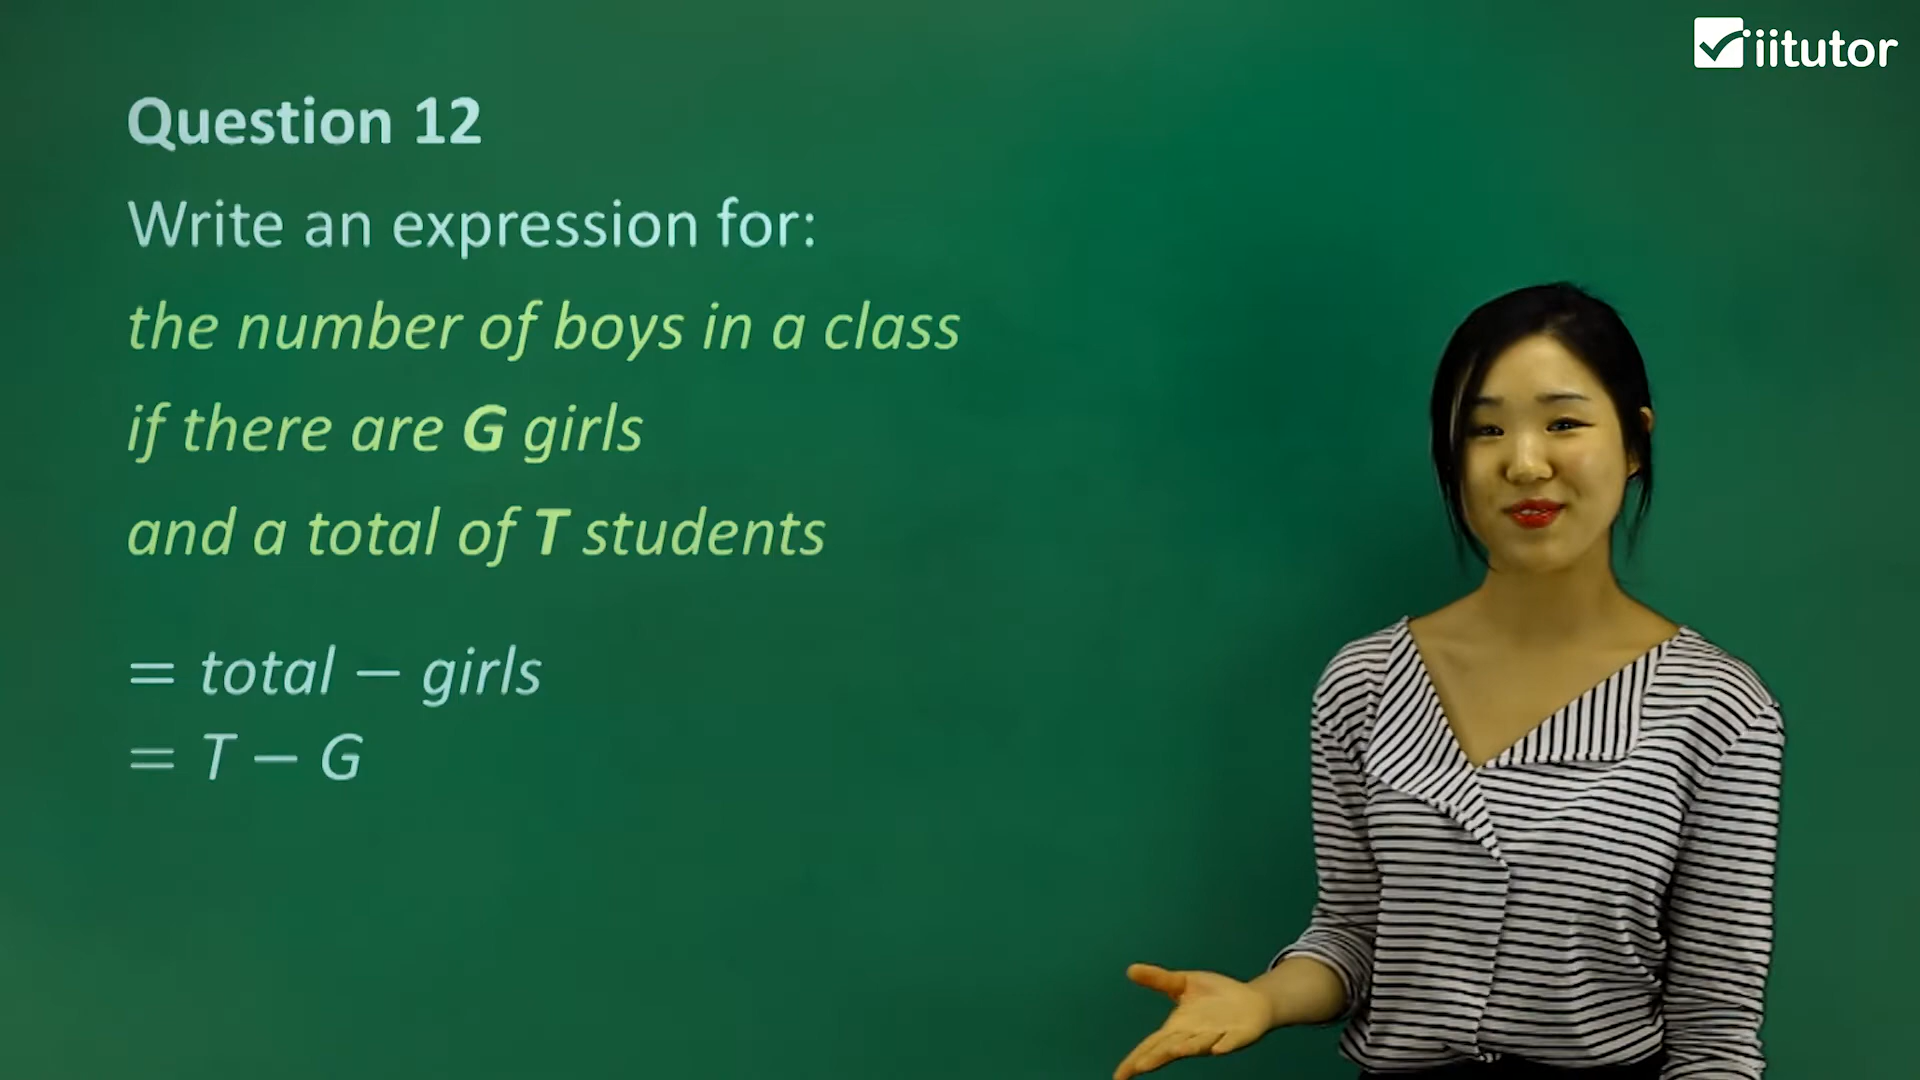 iitutor
Question 12
Write an expression for:
the number of boys in a class
if there are G girls
and a total of T students
= total − girls
= T − G